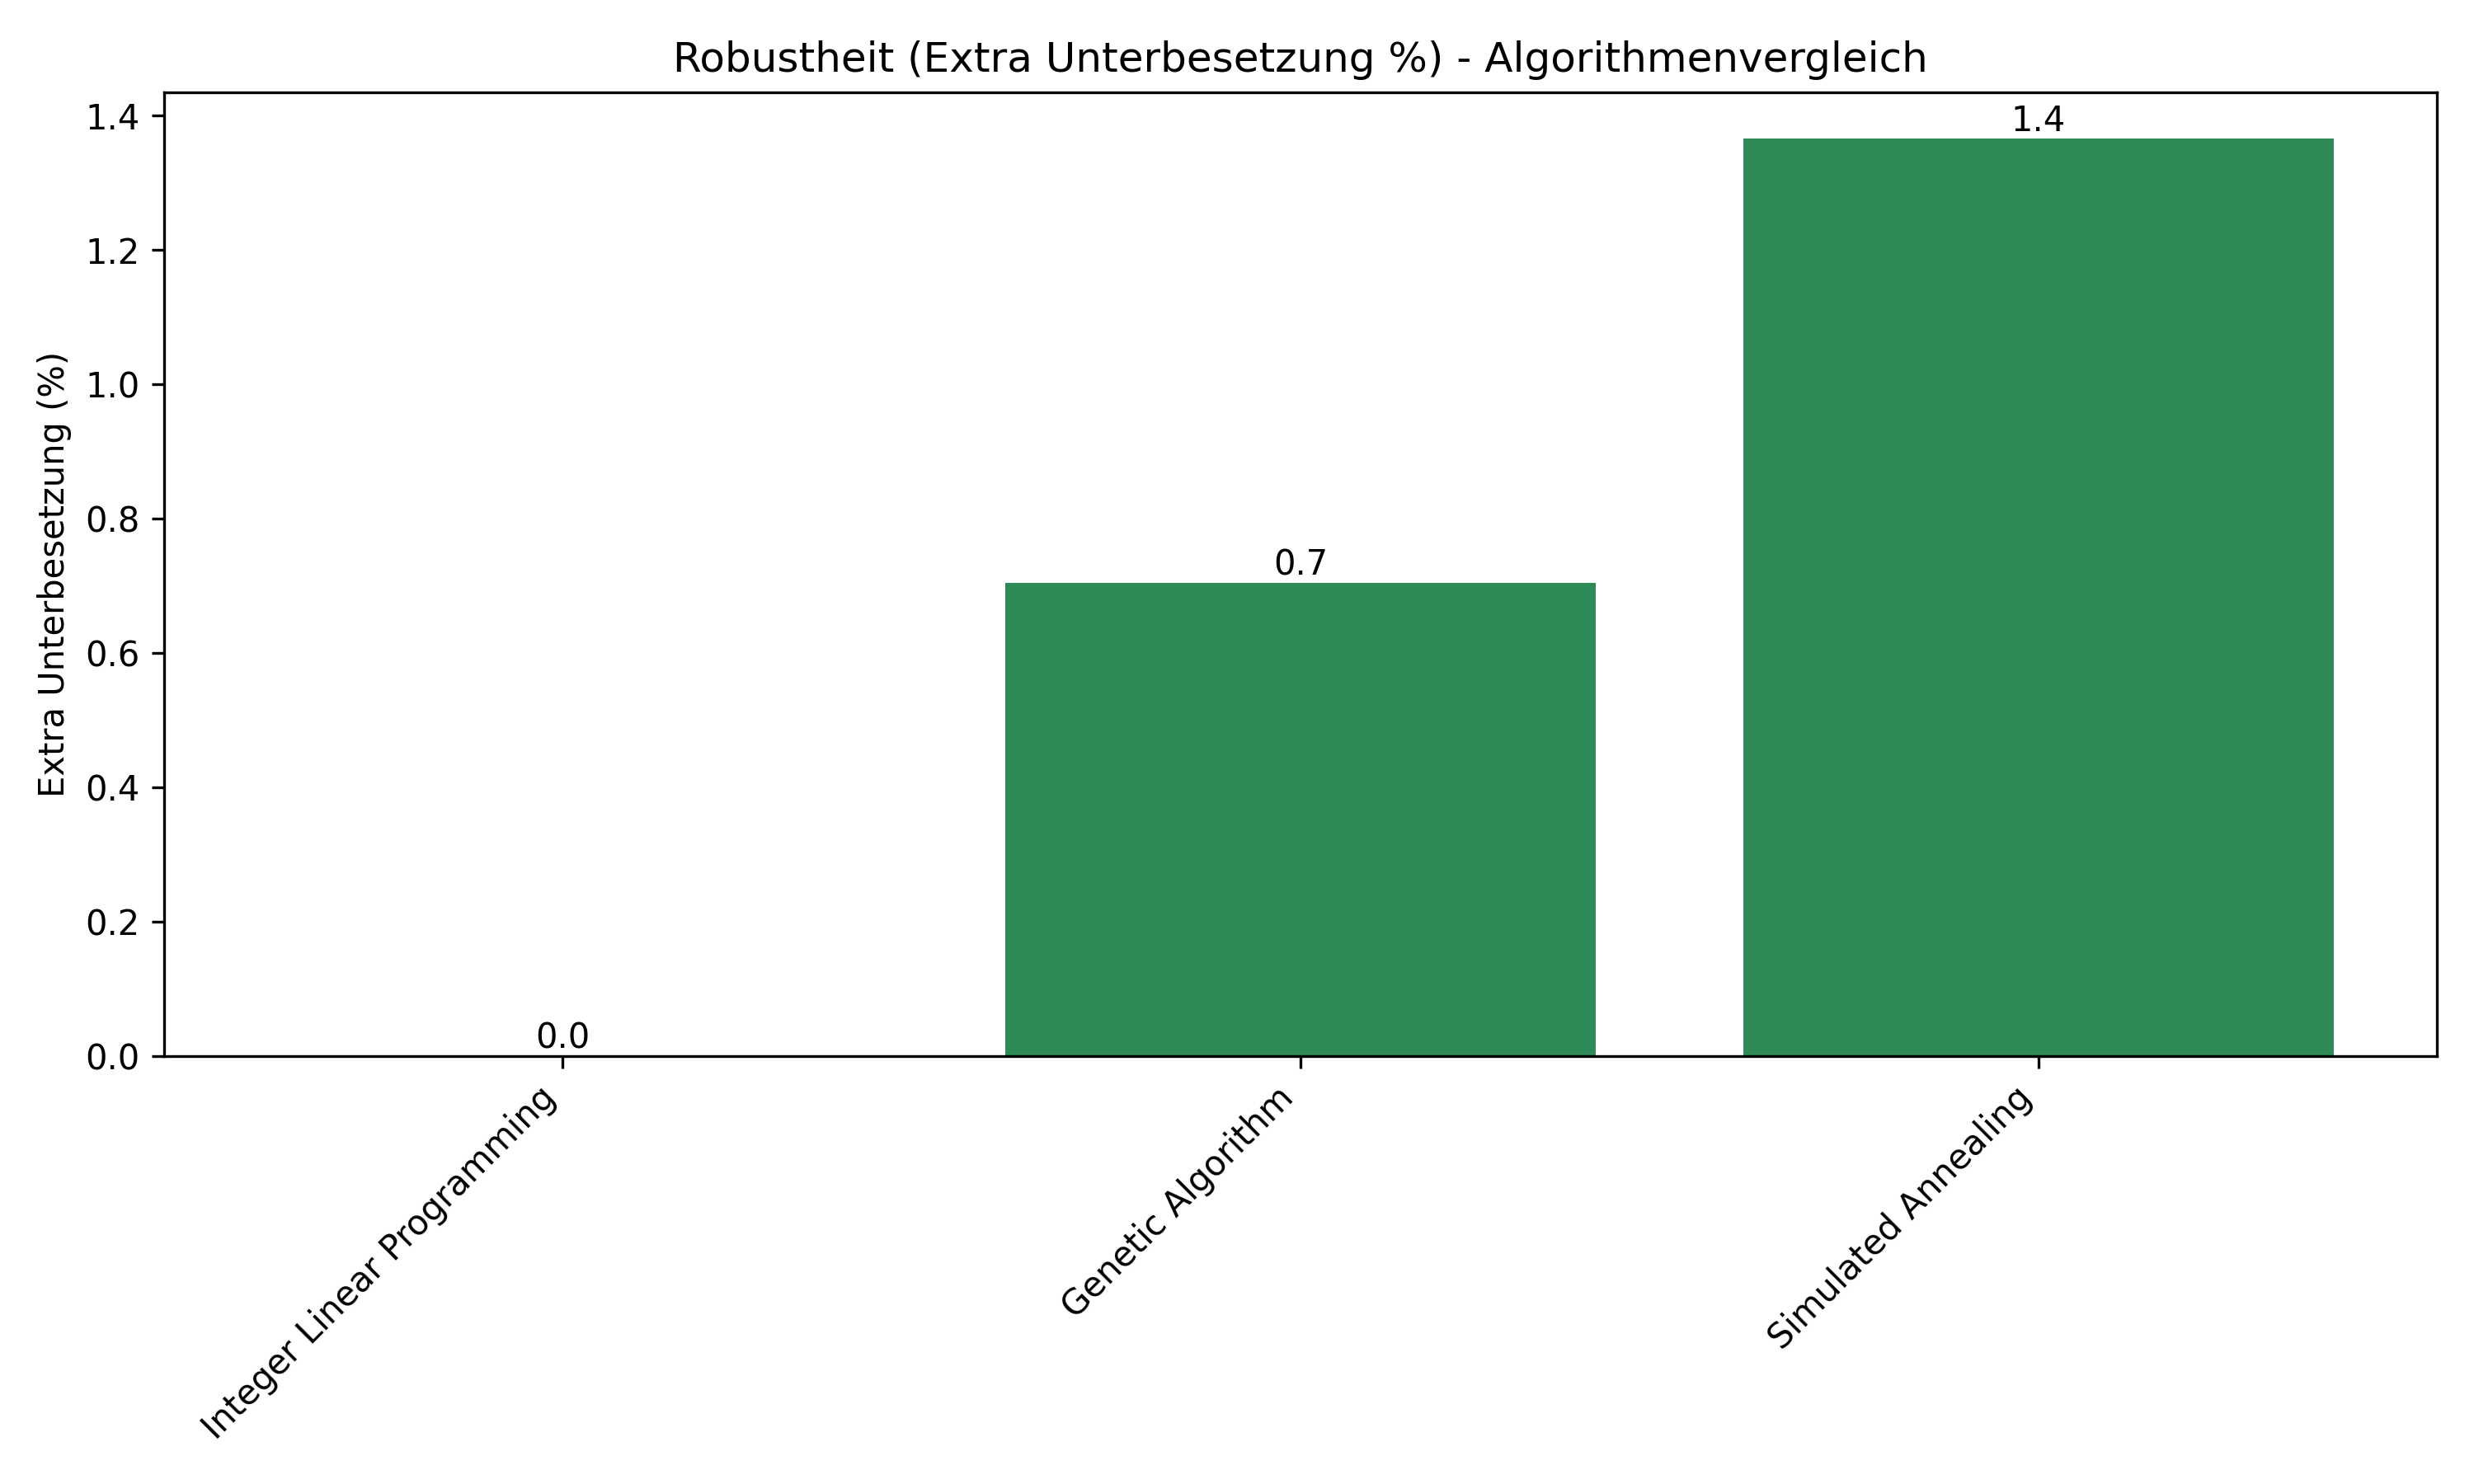 Robustheit (Extra Unterbesetzung %) - Algorithmenvergleich
Extra Unterbesetzung (%)
1.4
1.2
1.0
0.8
0.6
0.4
0.2
0.0
0.0
0.7
1.4
Integer Linear Programming
Genetic Algorithm
Simulated Annealing